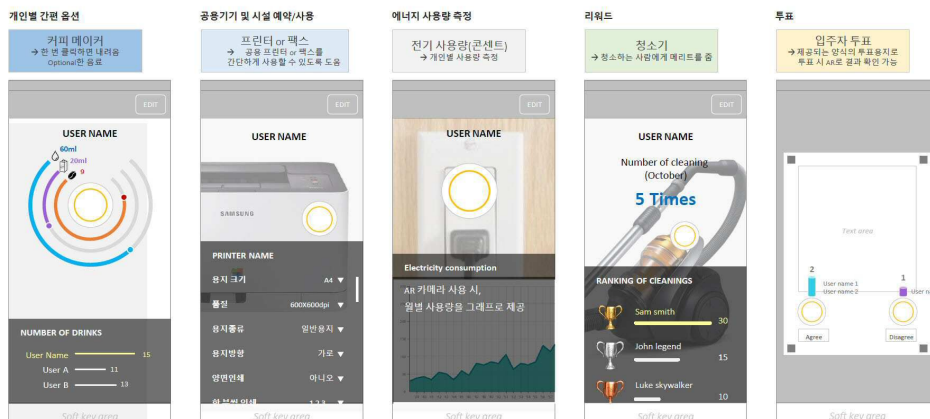 개인별 간편 옵션
커피 메이커
→ 한 번 클릭하면 내려옴
Optional한 음료
EDIT
USER NAME
60ml
20ml
9
NUMBER OF DRINKS
User Name 15
User A 11
User B 13
Soft key area
공용기기 및 시설 예약/사용
프린터 or 팩스
→ 공용 프린터 or 팩스를
간단하게 사용할 수 있도록 도움
EDIT
USER NAME
SAMSUNG
PRINTER NAME
용지 크기 A4 ▼
품질 600X600dpi ▼
용지종류 일반용지 ▼
용지방향 가로 ▼
양면인쇄 아니오 ▼
한 부씩 인쇄 1,2,3 ▼
Soft key area
에너지 사용량 측정
전기 사용량(콘센트)
→ 개인별 사용량 측정
EDIT
USER NAME
Electricity consumption
AR 카메라 사용 시,
월별 사용량을 그래프로 제공
Soft key area
리워드
청소기
→ 청소하는 사람에게 메리트를 줌
EDIT
USER NAME
Number of cleaning
(October)
5 Times
RANKING OF ClEANINGS
Sam smith
30
John legend
15
Luke skywalker
10
Soft key area
투표
입주자 투표
→ 제공되는 양식의 투표용지로
투표 시 AR로 결과 확인 가능
Text area
2
User name 1
User name 2
1
Agree
Disagree
Soft key area